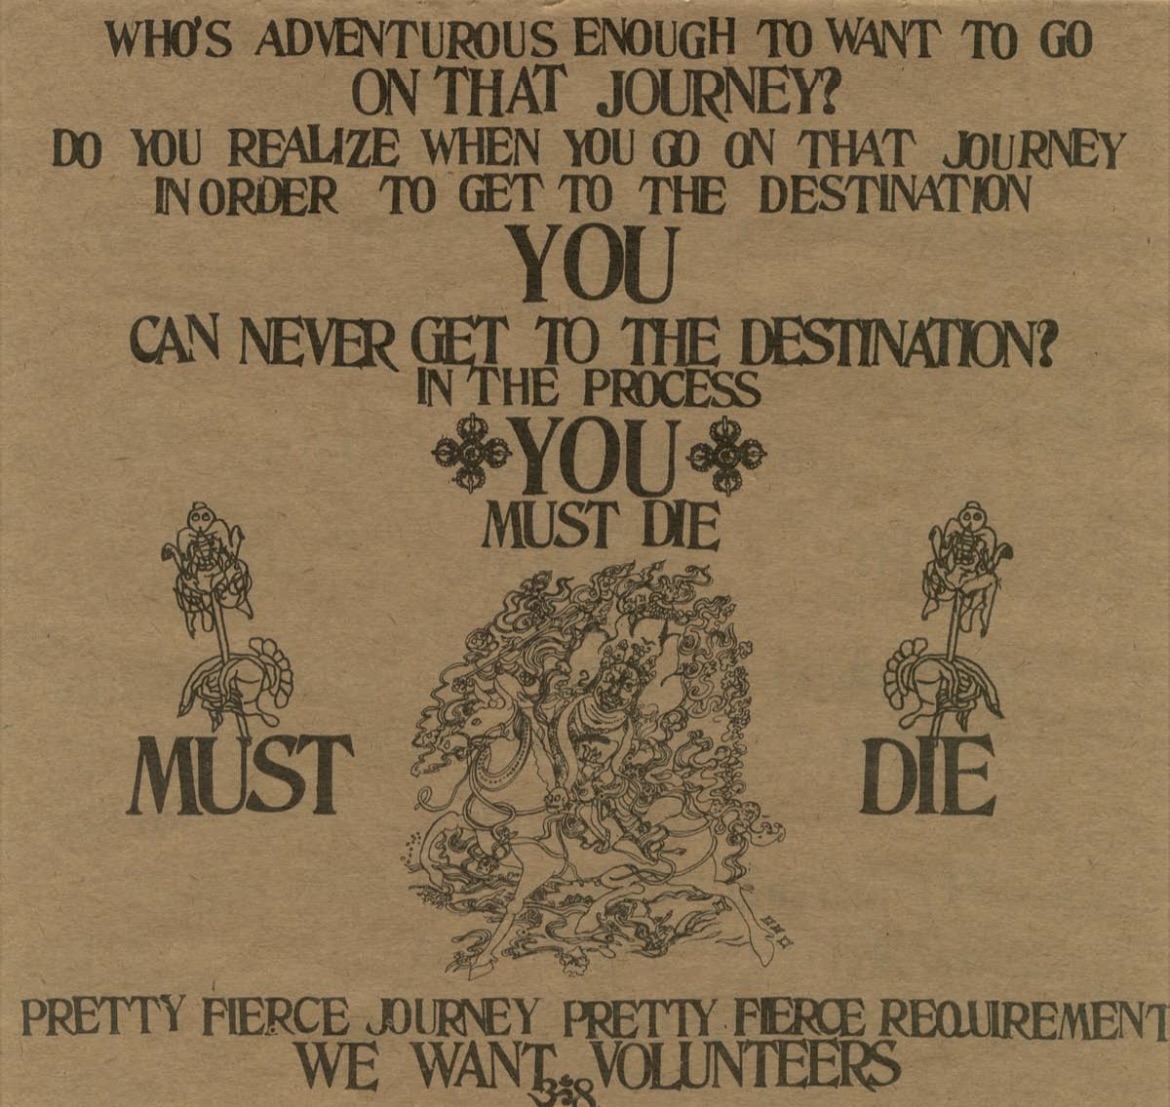 WHO'S ADVENTUROUS ENOUGH TO WANT TO GO
ON THAT JOURNEY?
DO YOU REALIZE WHEN YOU GO ON THAT JOURNEY
IN ORDER TO GET TO THE DESTINATION
YOU
CAN NEVER GET TO THE DESTINATION?
IN THE PROCESS
YOU
MUST DIE
MUST DIE
PRETTY FIERCE JOURNEY PRETTY FIERCE REQUIREMENT
WE WANT VOLUNTEERS